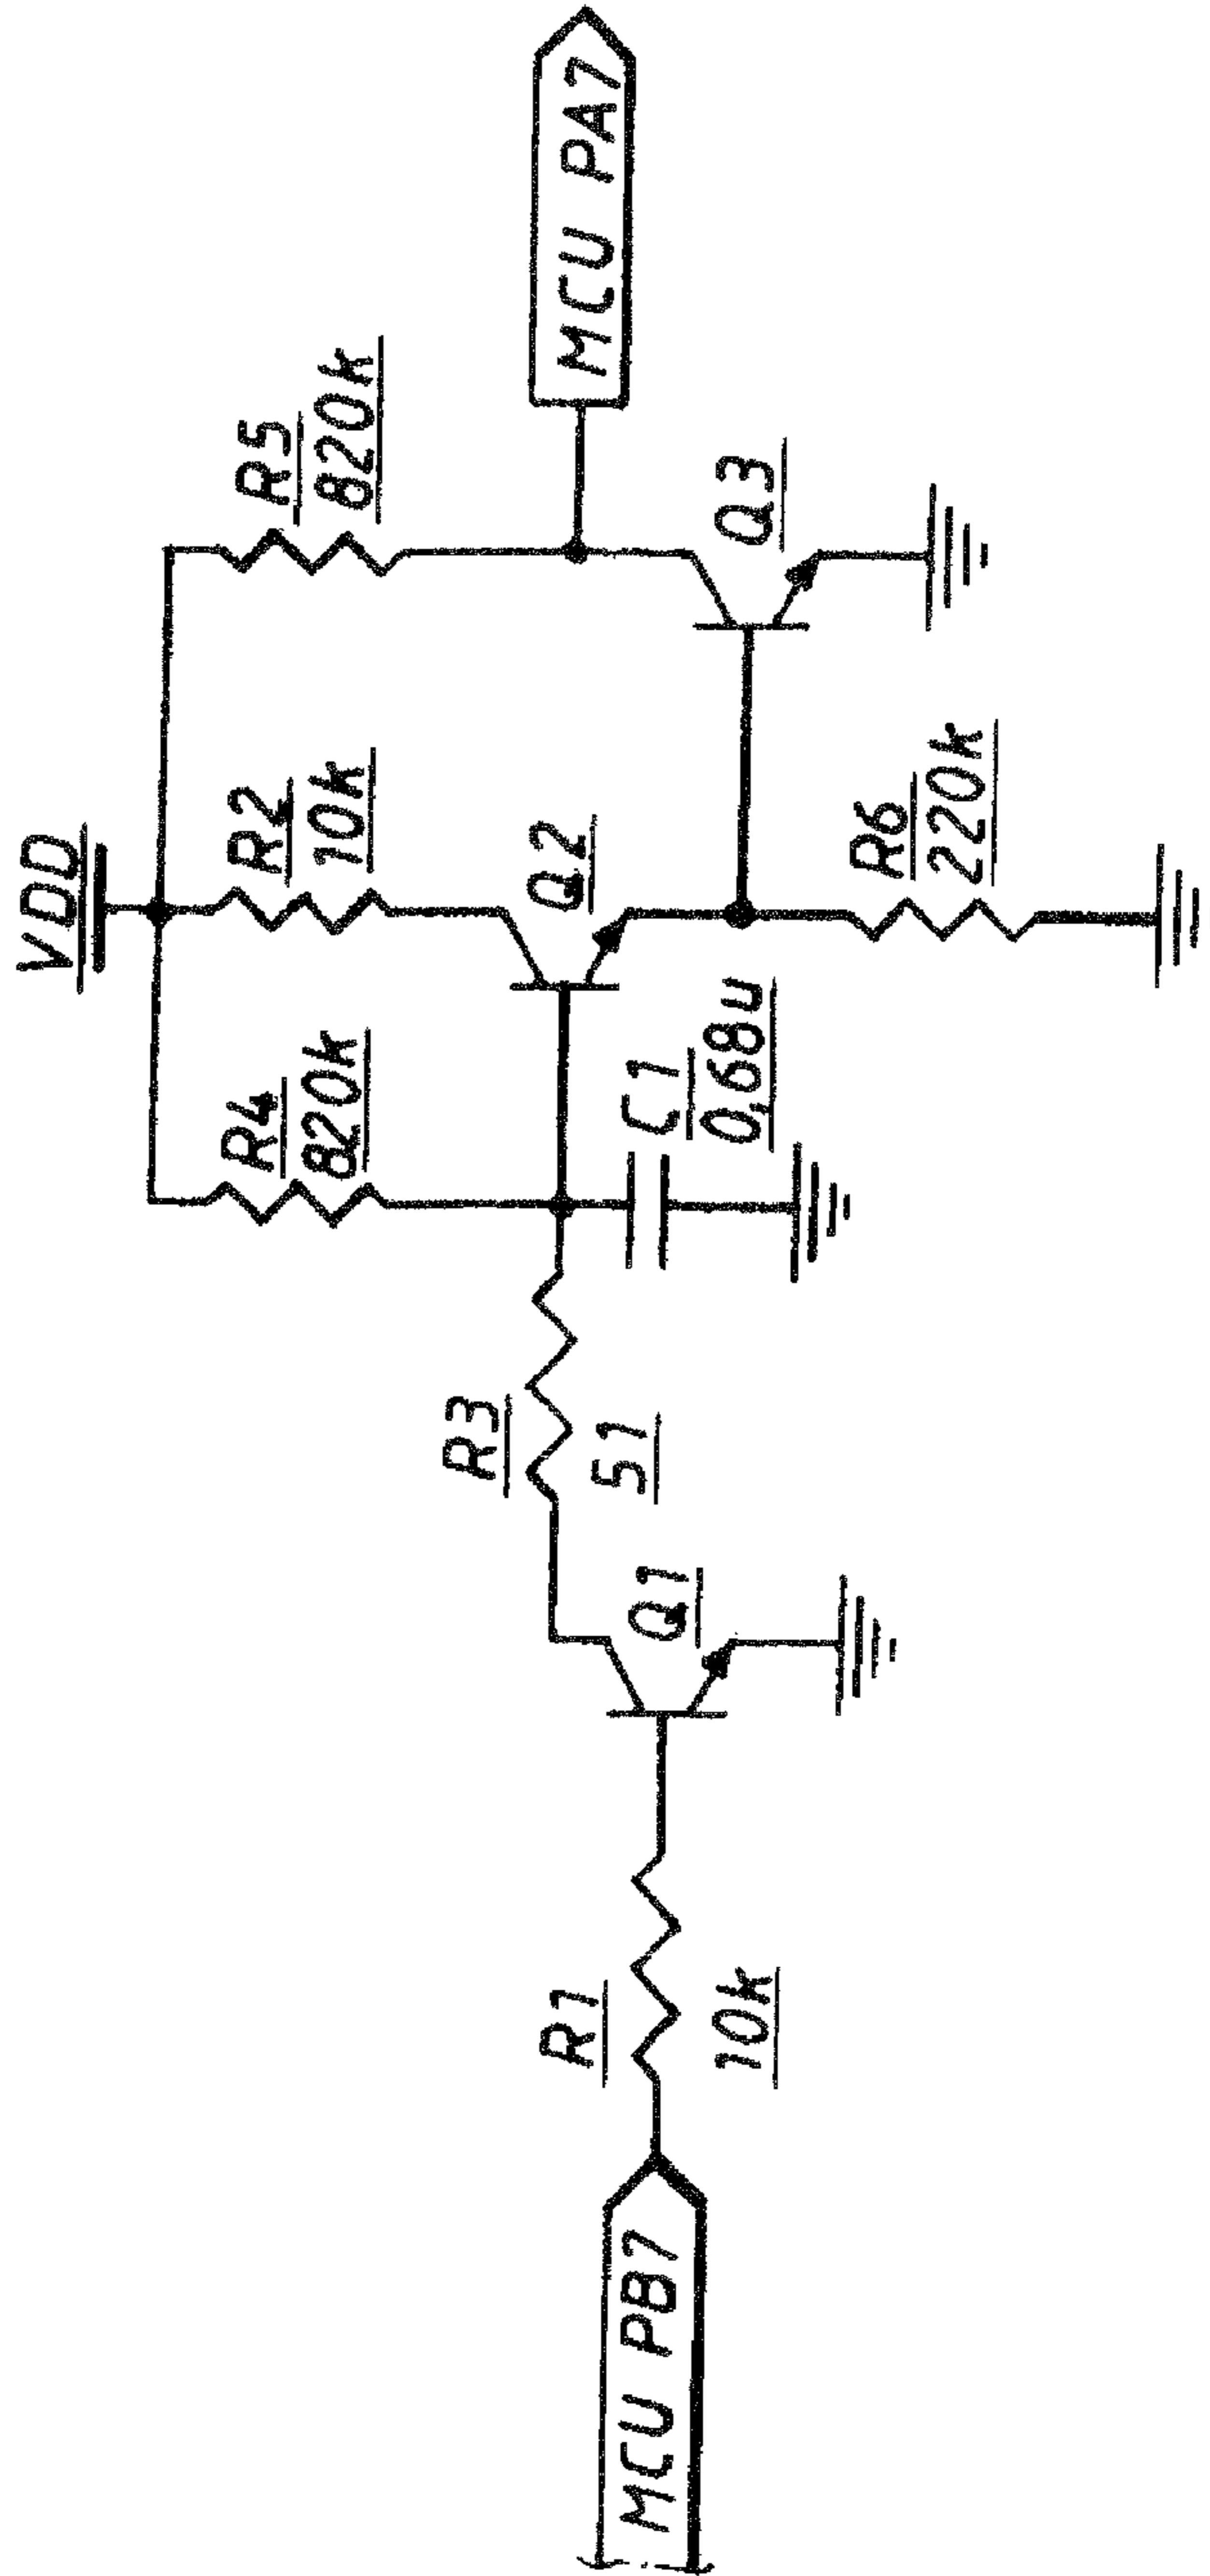 VDD
R4
820k
R2
10k
R5
820k
R3
51
Q2
MCU PA7
C1
0,68u
Q3
MCU PB7
R1
10k
Q1
R6
220k